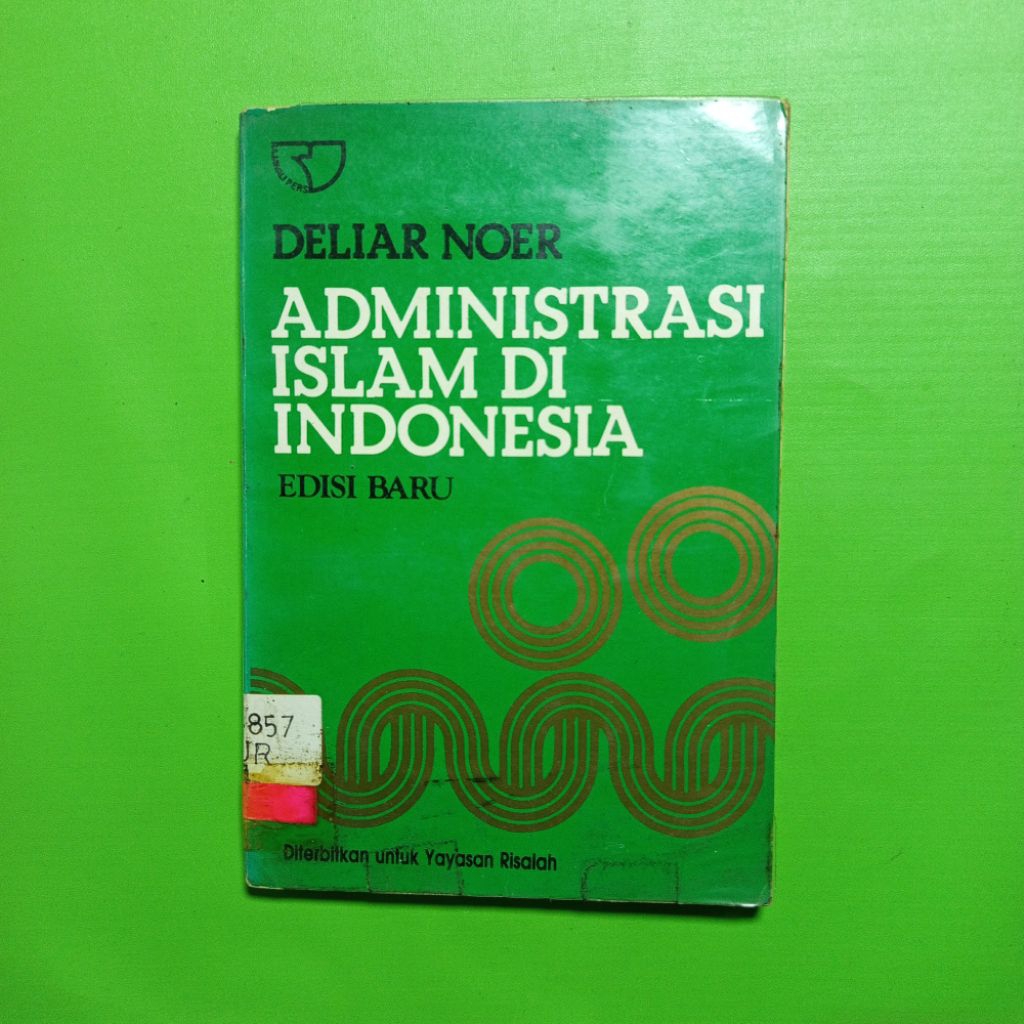 DELIAR NOER
ADMINISTRASI
ISLAM DI
INDONESIA
EDISI BARU
857
Diterbitkan untuk Yayasan Risalah